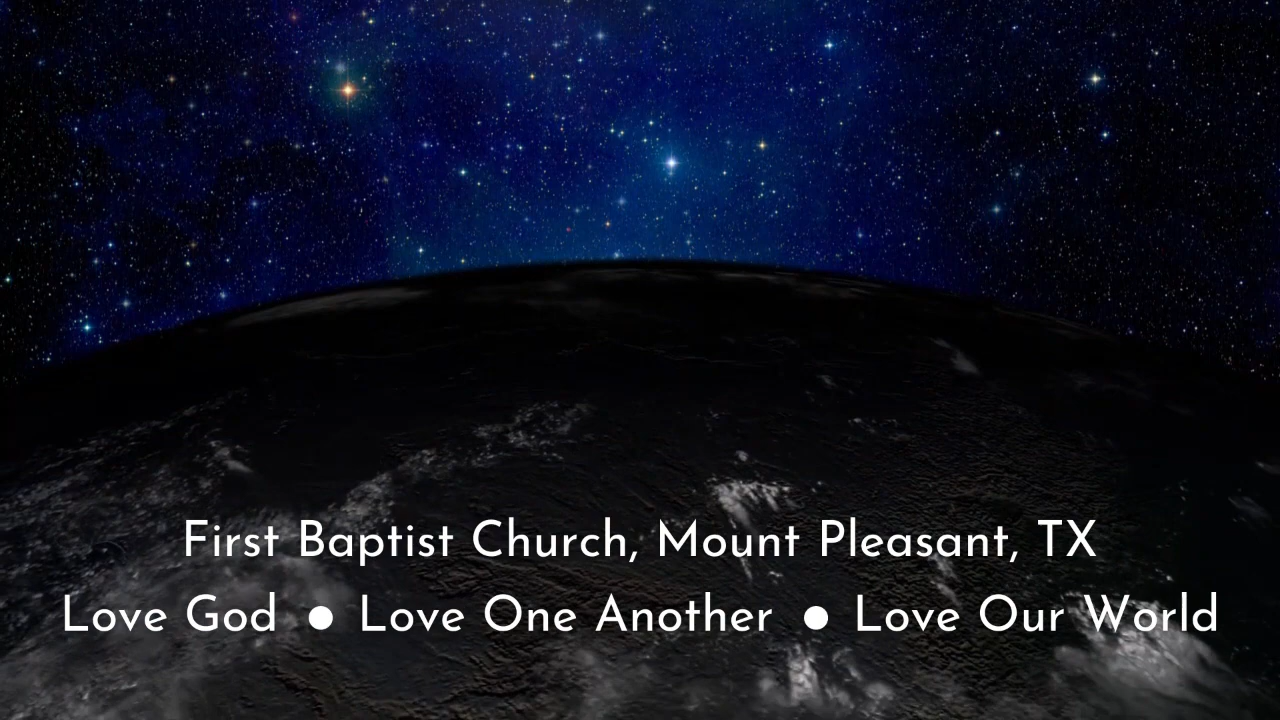 First Baptist Church, Mount Pleasant, TX
Love God ● Love One Another ● Love Our World